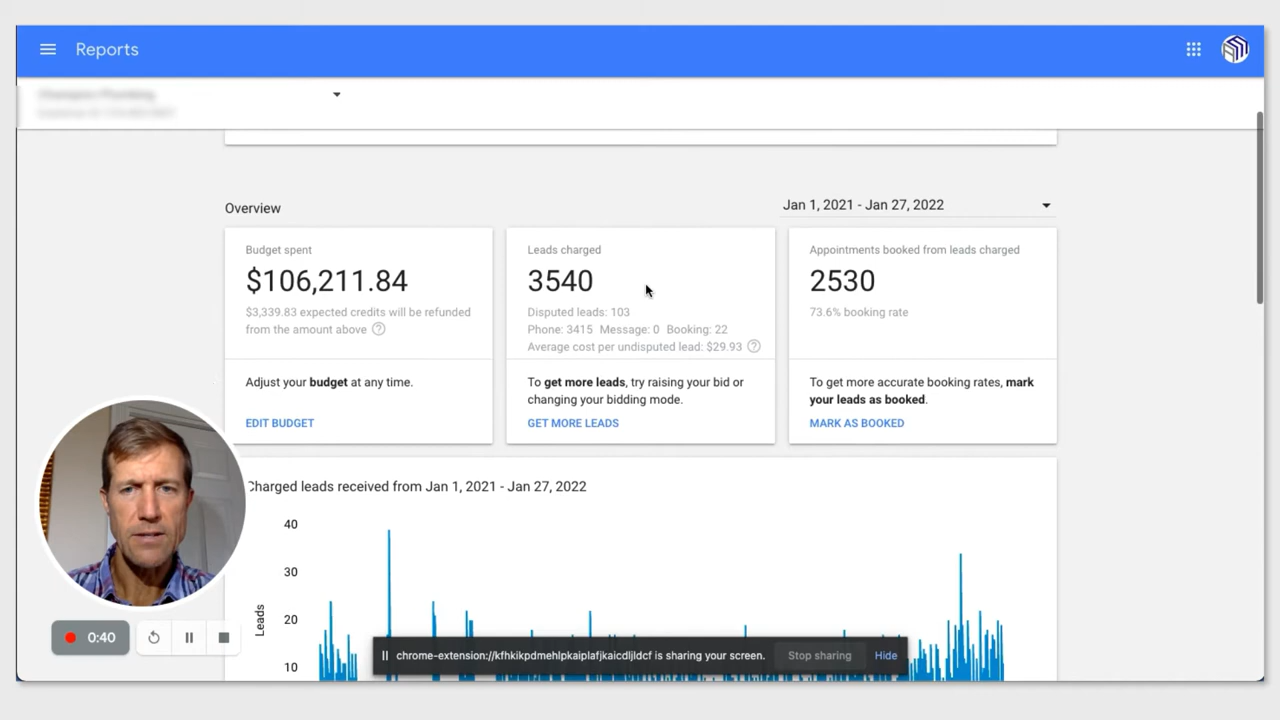 Reports
Overview
Jan 1, 2021 - Jan 27, 2022
Budget spent
$106,211.84
$3,339.83 expected credits will be refunded
from the amount above
Adjust your budget at any time.
EDIT BUDGET
Leads charged
3540
Disputed leads: 103
Phone: 3415 Message: 0 Booking: 22
Average cost per undisputed lead: $29.93
To get more leads, try raising your bid or
changing your bidding mode.
GET MORE LEADS
Appointments booked from leads charged
2530
73.6% booking rate
To get more accurate booking rates, mark
your leads as booked.
MARK AS BOOKED
Charged leads received from Jan 1, 2021 - Jan 27, 2022
40
30
20
10
Leads
0:40
chrome-extension://kfhkikpdmehlpkaiplafjkaicdljldcf is sharing your screen.
Stop sharing
Hide